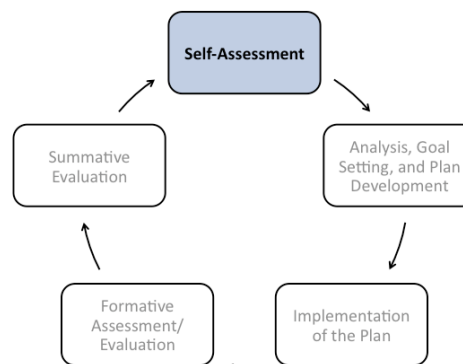 Self-Assessment
Analysis, Goal
Setting, and Plan
Development
Implementation
of the Plan
Formative
Assessment/
Evaluation
Summative
Evaluation